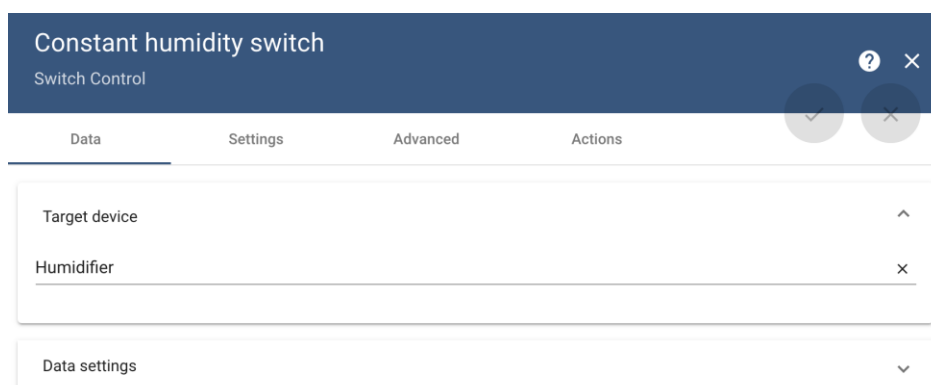 Constant humidity switch
Switch Control
Data Settings Advanced Actions
Target device
Humidifier
Data settings